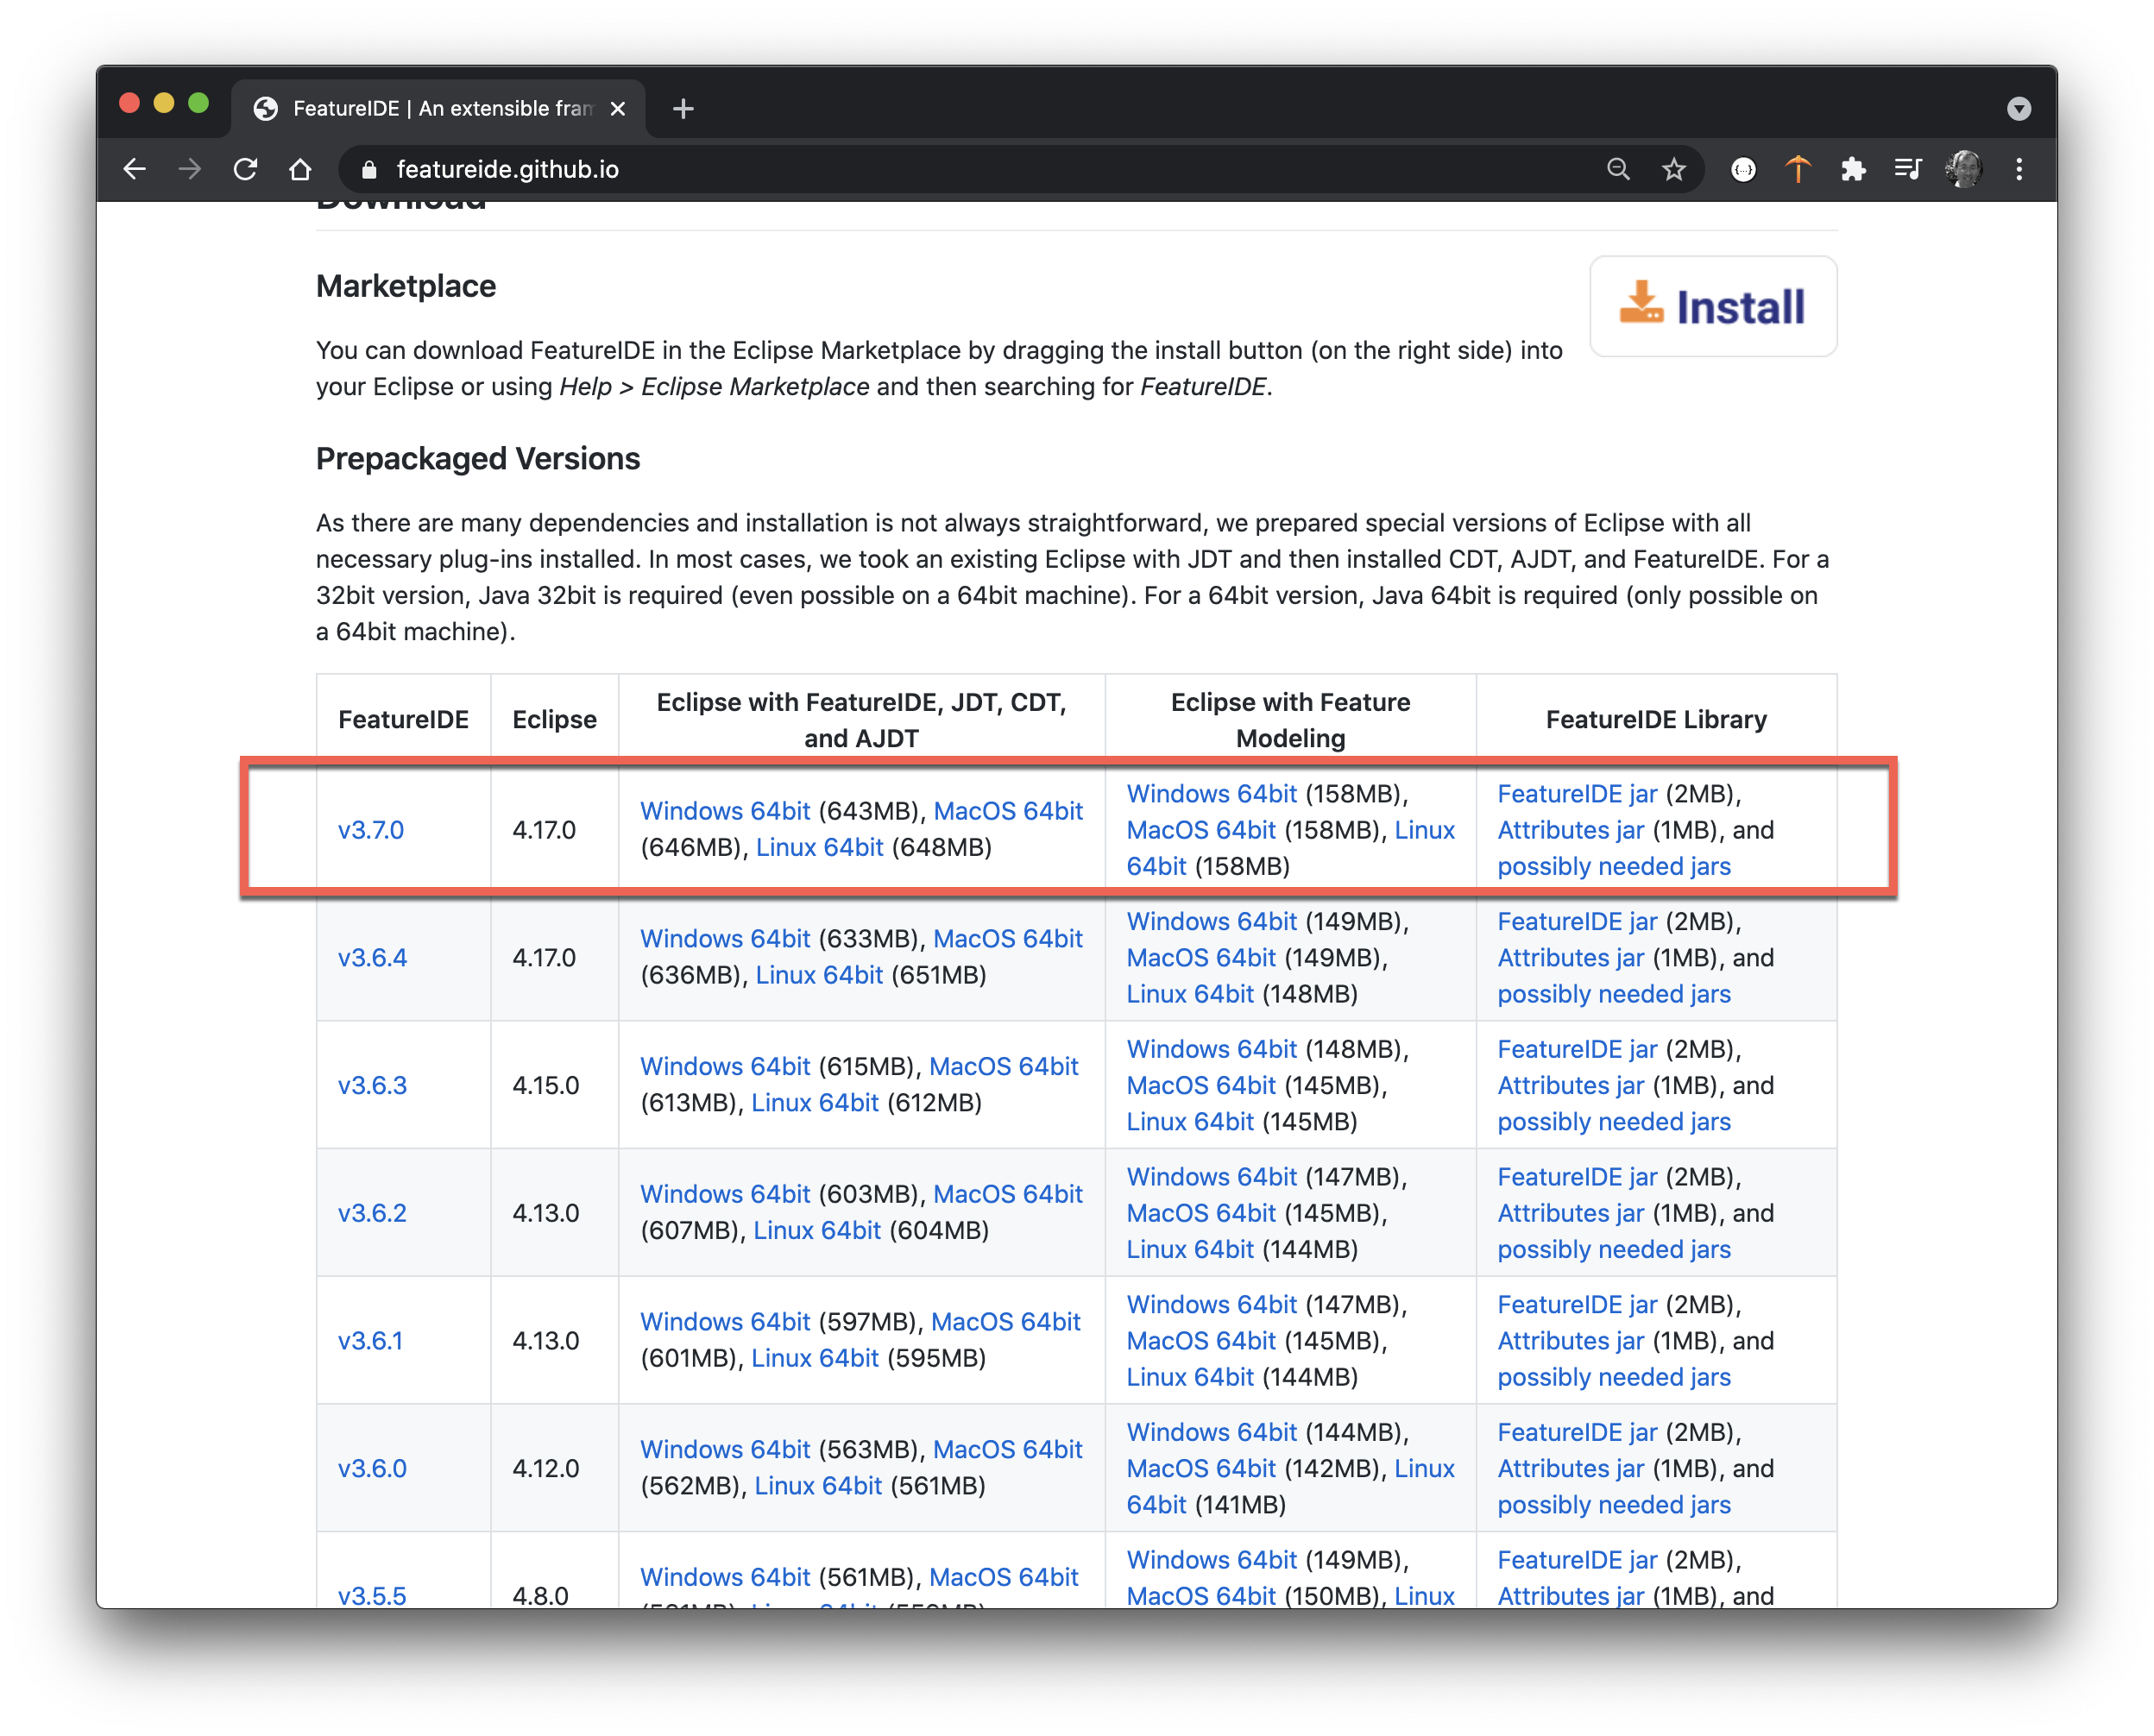 FeatureIDE | An extensible fram
featureide.github.io
Download
Marketplace
Install
You can download FeatureIDE in the Eclipse Marketplace by dragging the install button (on the right side) into
your Eclipse or using Help > Eclipse Marketplace and then searching for FeatureIDE.
Prepackaged Versions
As there are many dependencies and installation is not always straightforward, we prepared special versions of Eclipse with all
necessary plug-ins installed. In most cases, we took an existing Eclipse with JDT and then installed CDT, AJDT, and FeatureIDE. For a
32bit version, Java 32bit is required (even possible on a 64bit machine). For a 64bit version, Java 64bit is required (only possible on
a 64bit machine).
FeatureIDE
Eclipse
Eclipse with FeatureIDE, JDT, CDT,
and AJDT
Eclipse with Feature
Modeling
FeatureIDE Library
v3.7.0
4.17.0
Windows 64bit (643MB), MacOS 64bit
(646MB), Linux 64bit (648MB)
Windows 64bit (158MB),
MacOS 64bit (158MB), Linux
64bit (158MB)
FeatureIDE jar (2MB),
Attributes jar (1MB), and
possibly needed jars
v3.6.4
4.17.0
Windows 64bit (633MB), MacOS 64bit
(636MB), Linux 64bit (651MB)
Windows 64bit (149MB),
MacOS 64bit (149MB),
Linux 64bit (148MB)
FeatureIDE jar (2MB),
Attributes jar (1MB), and
possibly needed jars
v3.6.3
4.15.0
Windows 64bit (615MB), MacOS 64bit
(613MB), Linux 64bit (612MB)
Windows 64bit (148MB),
MacOS 64bit (145MB),
Linux 64bit (145MB)
FeatureIDE jar (2MB),
Attributes jar (1MB), and
possibly needed jars
v3.6.2
4.13.0
Windows 64bit (603MB), MacOS 64bit
(607MB), Linux 64bit (604MB)
Windows 64bit (147MB),
MacOS 64bit (145MB),
Linux 64bit (144MB)
FeatureIDE jar (2MB),
Attributes jar (1MB), and
possibly needed jars
v3.6.1
4.13.0
Windows 64bit (597MB), MacOS 64bit
(601MB), Linux 64bit (595MB)
Windows 64bit (147MB),
MacOS 64bit (145MB),
Linux 64bit (144MB)
FeatureIDE jar (2MB),
Attributes jar (1MB), and
possibly needed jars
v3.6.0
4.12.0
Windows 64bit (563MB), MacOS 64bit
(562MB), Linux 64bit (561MB)
Windows 64bit (144MB),
MacOS 64bit (142MB), Linux
64bit (141MB)
FeatureIDE jar (2MB),
Attributes jar (1MB), and
possibly needed jars
v3.5.5
4.8.0
Windows 64bit (561MB), MacOS 64bit
Windows 64bit (149MB),
MacOS 64bit (150MB), Linux
FeatureIDE jar (2MB),
Attributes jar (1MB), and